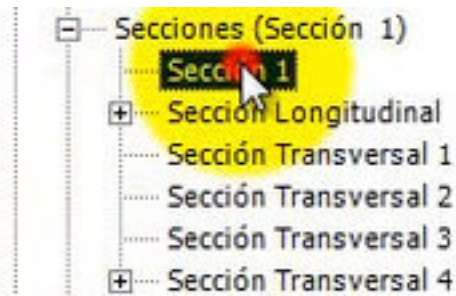 Secciones (Sección 1)
Sección 1
Sección Longitudinal
Sección Transversal 1
Sección Transversal 2
Sección Transversal 3
Sección Transversal 4